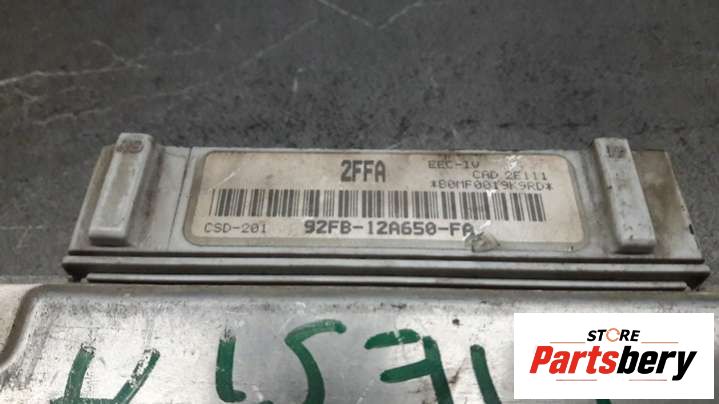 2FFA
EEC-IV
CAD 2E111
*80MF0019K9RD*
CSD-201 92FB-12A650-FA
STORE
Partsbery